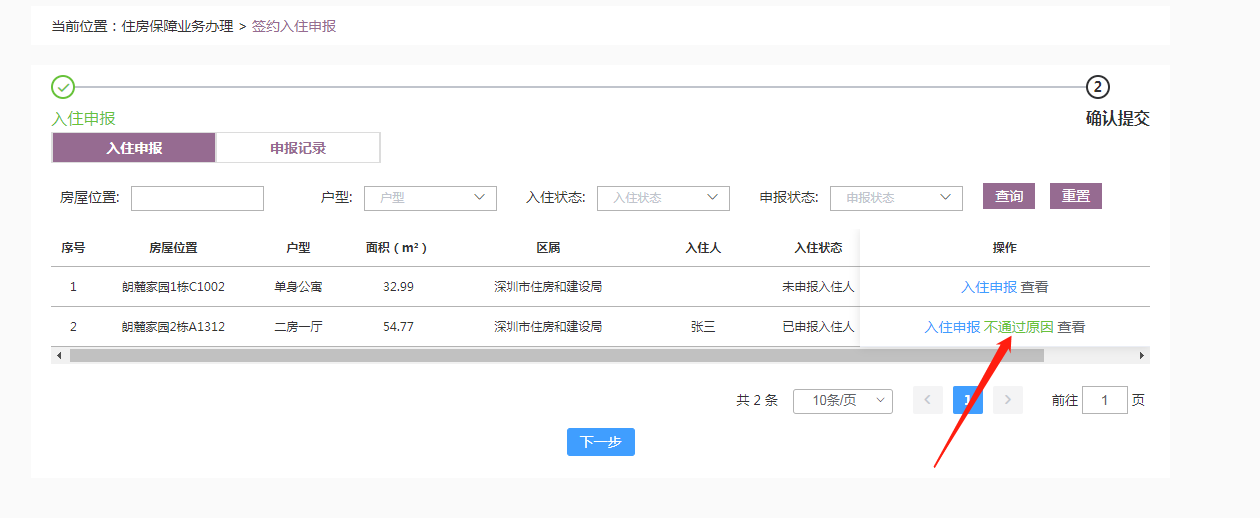 当前位置：住房保障业务办理 > 签约入住申报
2
入住申报 确认提交
入住申报 申报记录
房屋位置: 户型: 户型 入住状态: 入住状态 申报状态: 申报状态 查询 重置
序号 房屋位置 户型 面积（m²） 区属 入住人 入住状态 操作
1 朗麓家园1栋C1002 单身公寓 32.99 深圳市住房和建设局 未申报入住人 入住申报 查看
2 朗麓家园2栋A1312 二房一厅 54.77 深圳市住房和建设局 张三 已申报入住人 入住申报 不通过原因 查看
共 2 条 10条/页 1 前往 1 页
下一步